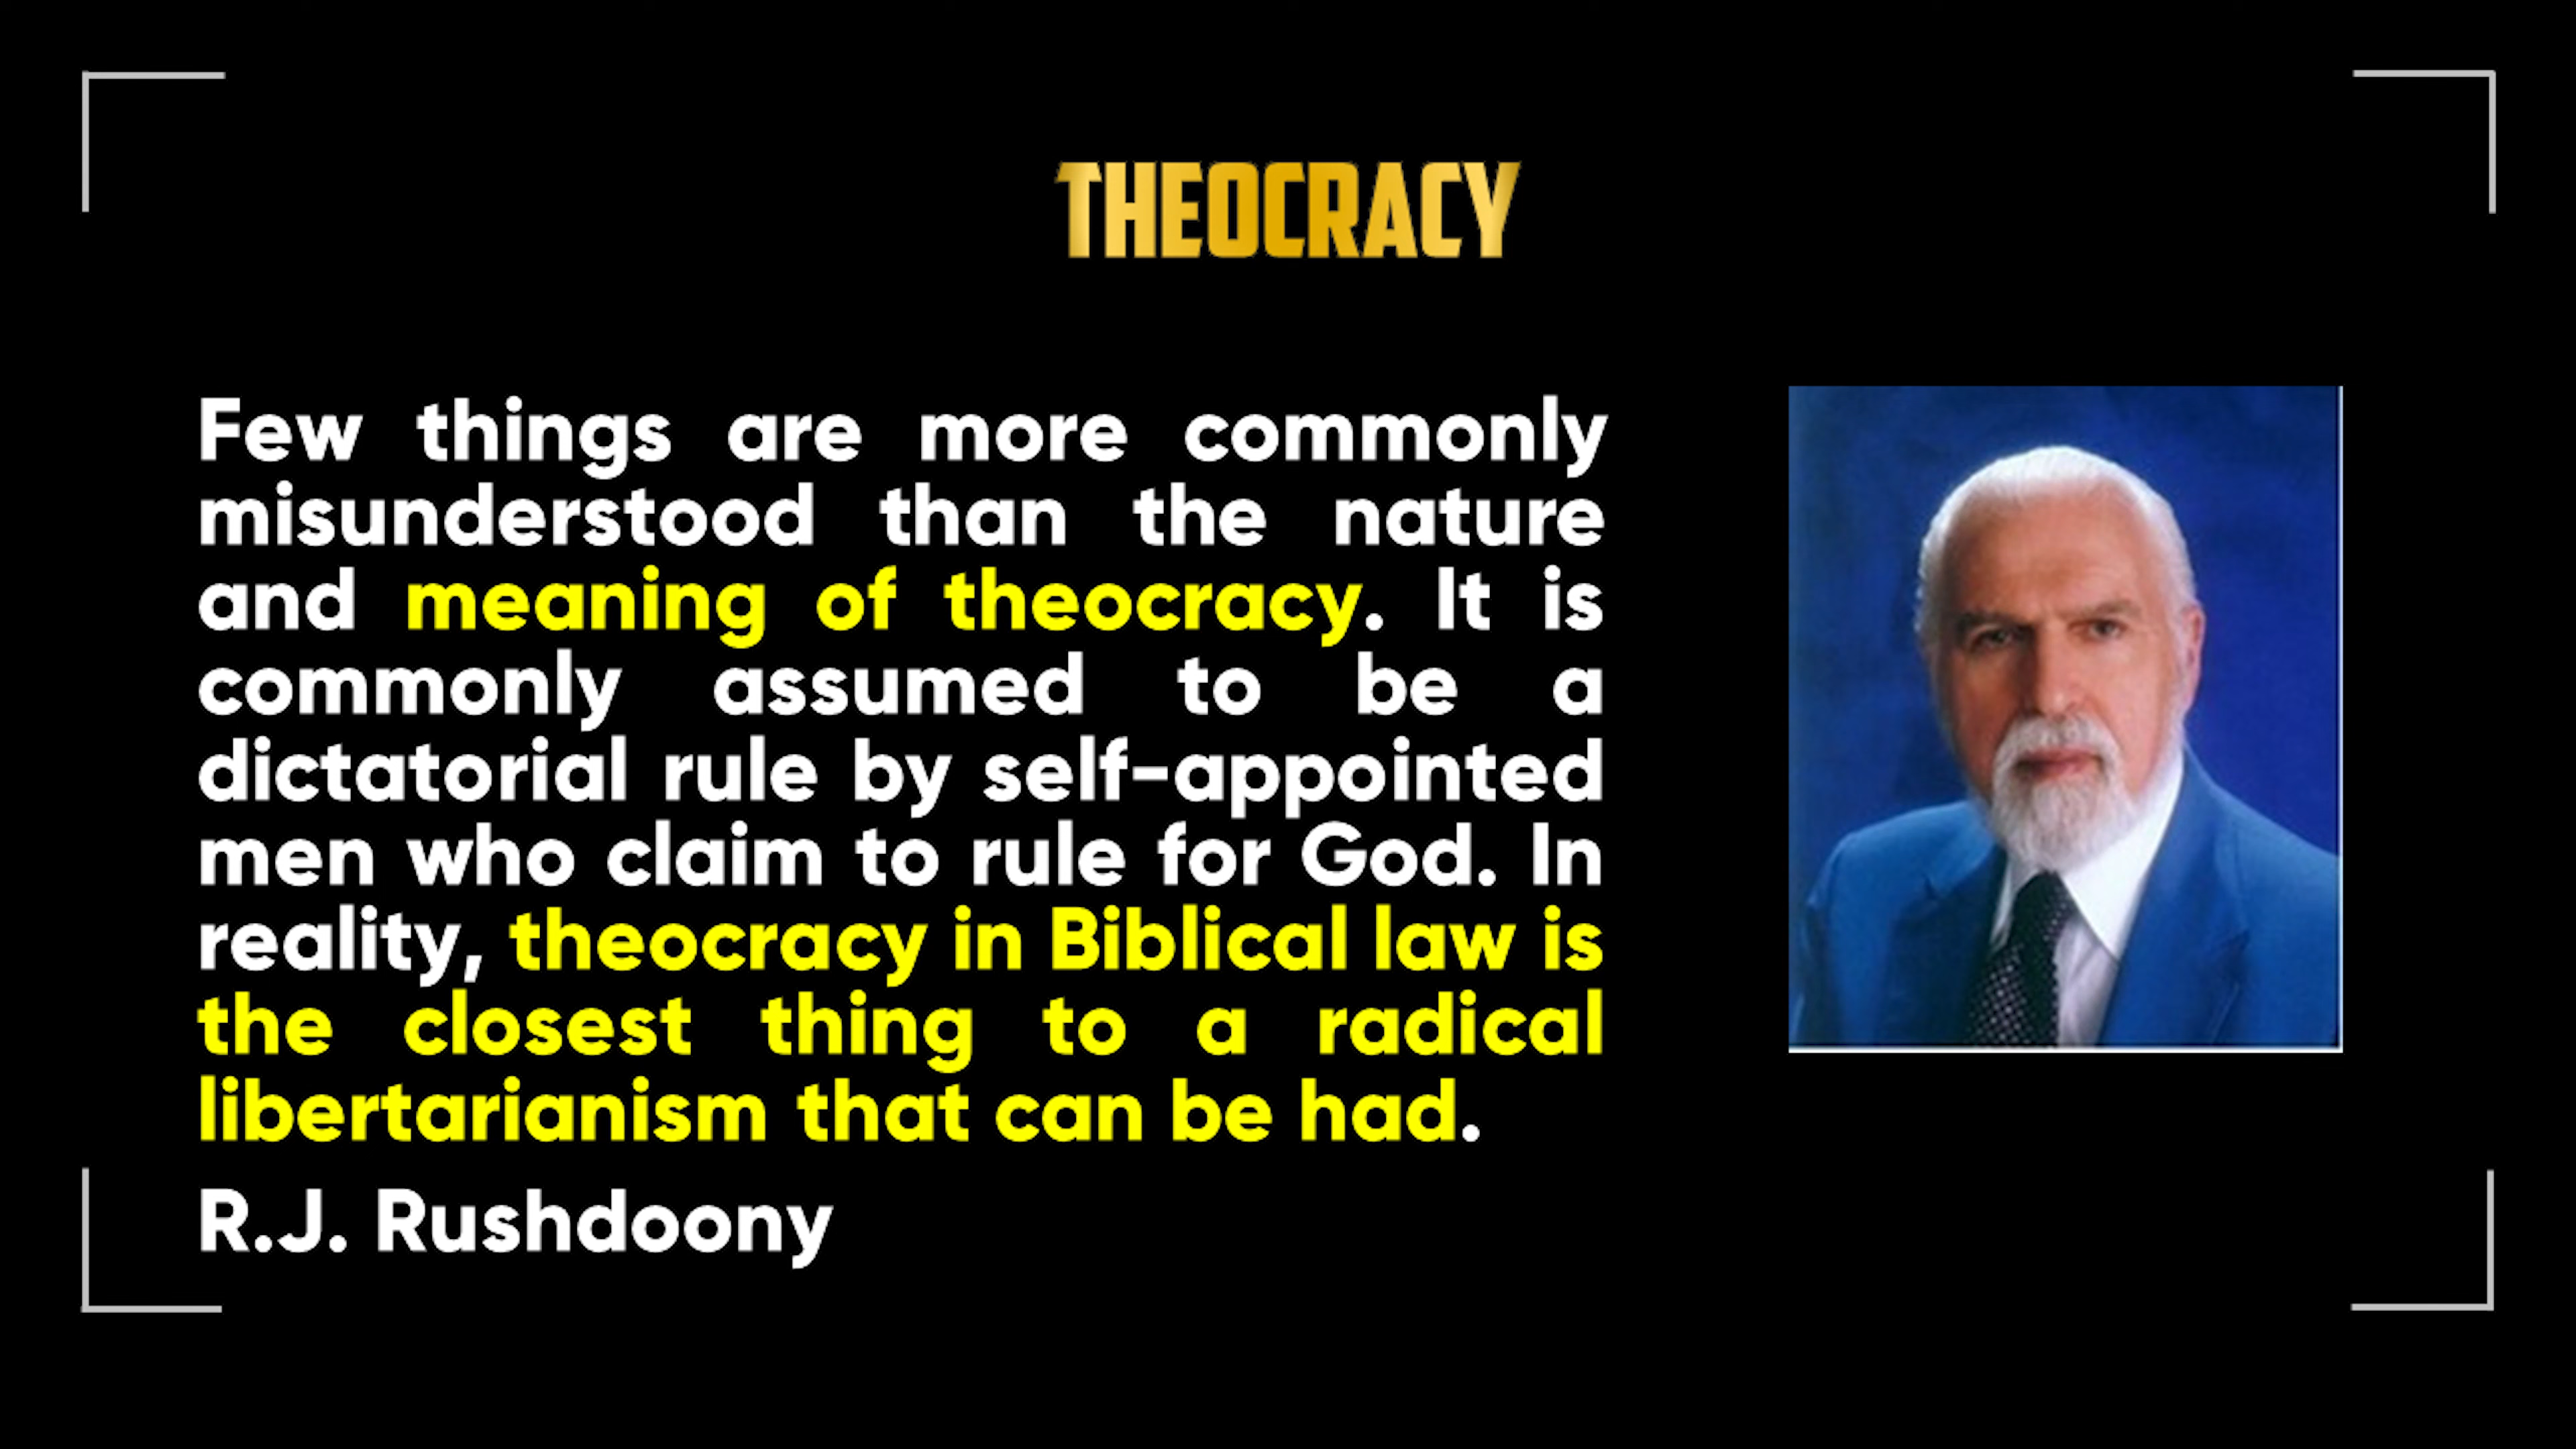 THEOCRACY
Few things are more commonly
misunderstood than the nature
and meaning of theocracy. It is
commonly assumed to be a
dictatorial rule by self-appointed
men who claim to rule for God. In
reality, theocracy in Biblical law is
the closest thing to a radical
libertarianism that can be had.
R.J. Rushdoony